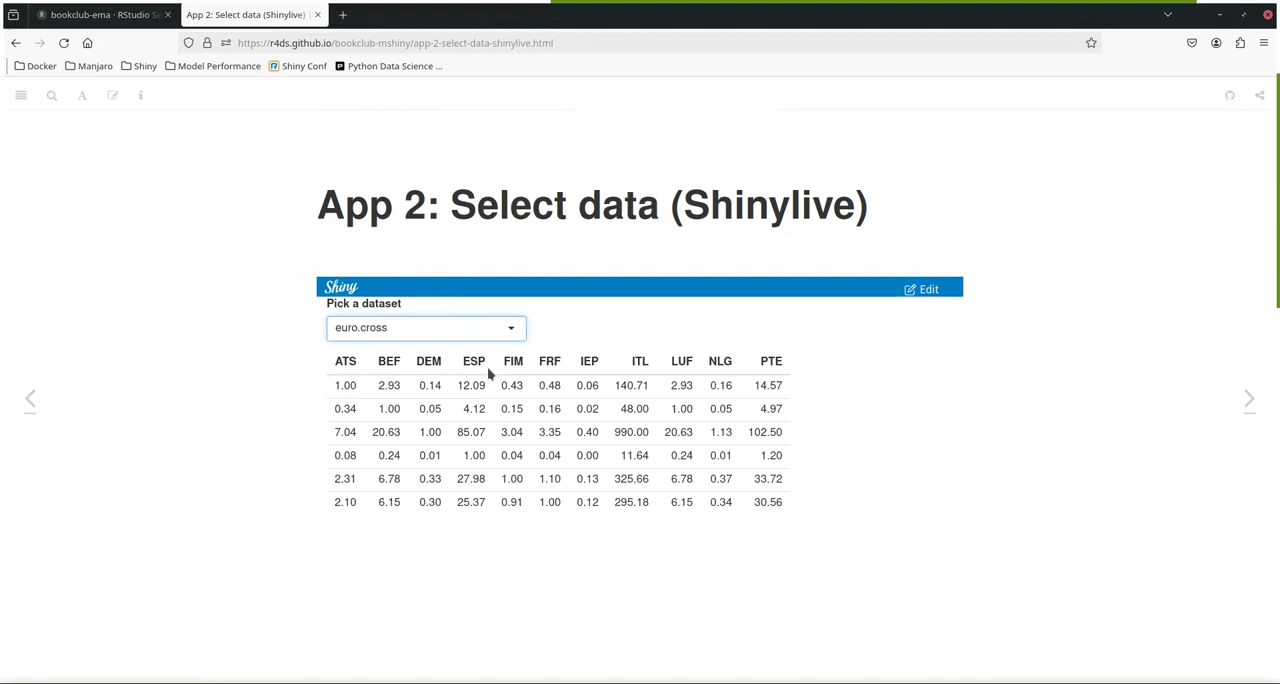 bookclub-ema · RStudio Se
App 2: Select data (Shinylive)
https://r4ds.github.io/bookclub-mshiny/app-2-select-data-shinylive.html
Docker Manjaro Shiny Model Performance Shiny Conf Python Data Science ...
App 2: Select data (Shinylive)
Shiny Edit
Pick a dataset
euro.cross
ATS BEF DEM ESP FIM FRF IEP ITL LUF NLG PTE
1.00 2.93 0.14 12.09 0.43 0.48 0.06 140.71 2.93 0.16 14.57
0.34 1.00 0.05 4.12 0.15 0.16 0.02 48.00 1.00 0.05 4.97
7.04 20.63 1.00 85.07 3.04 3.35 0.40 990.00 20.63 1.13 102.50
0.08 0.24 0.01 1.00 0.04 0.04 0.00 11.64 0.24 0.01 1.20
2.31 6.78 0.33 27.98 1.00 1.10 0.13 325.66 6.78 0.37 33.72
2.10 6.15 0.30 25.37 0.91 1.00 0.12 295.18 6.15 0.34 30.56